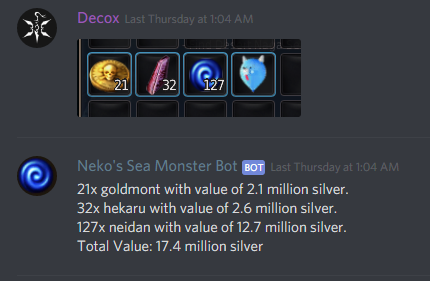 Decox Last Thursday at 1:04 AM
21 32 127
Neko's Sea Monster Bot BOT Last Thursday at 1:04 AM
21x goldmont with value of 2.1 million silver.
32x hekaru with value of 2.6 million silver.
127x neidan with value of 12.7 million silver.
Total Value: 17.4 million silver